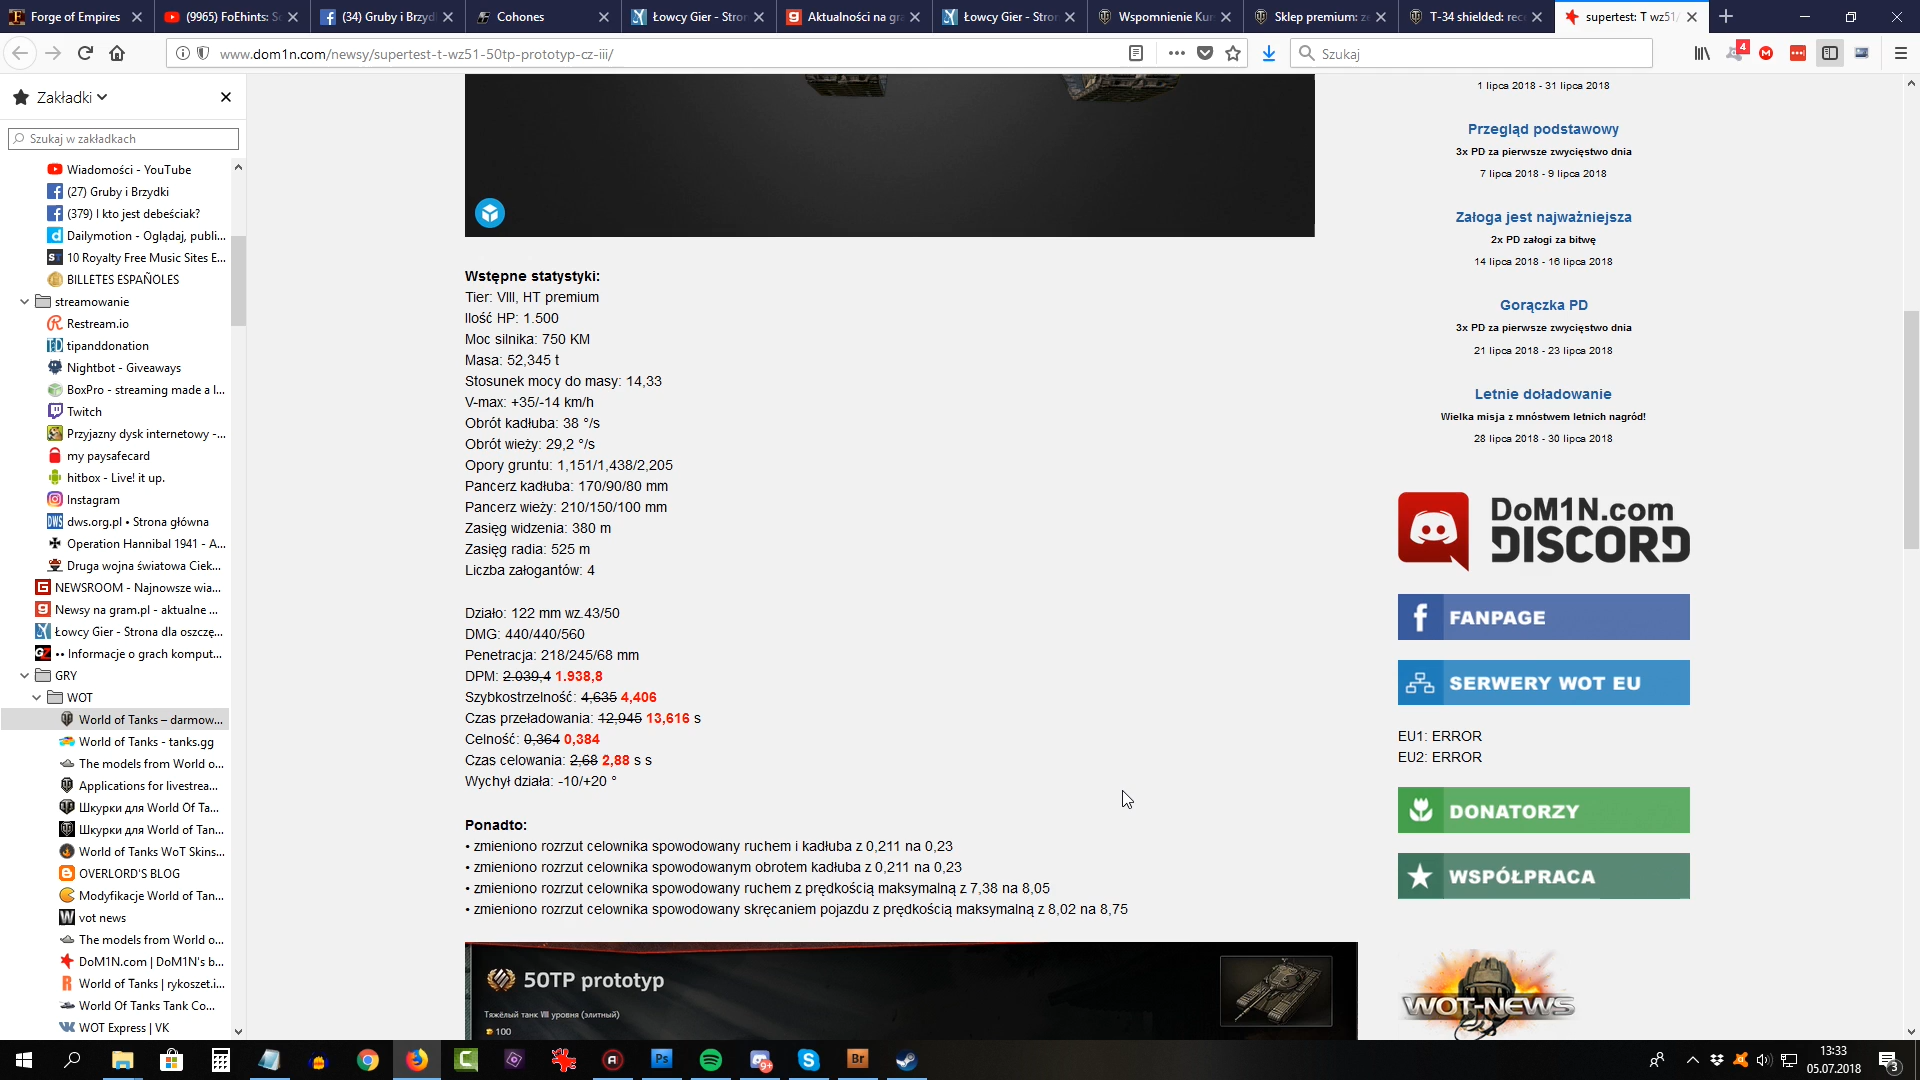 Forge of Empires
(9965) FoEhints: Se
(34) Gruby i Brzyd
Cohones
Łowcy Gier - Stron
Aktualności na gra
Łowcy Gier - Stron
Wspomnienie Kur
Sklep premium: ze
T-34 shielded: rece
supertest: T wz51/
www.dom1n.com/newsy/supertest-t-wz51-50tp-prototyp-cz-iii/
Szukaj
4
Zakładki
Szukaj w zakładkach
Wiadomości - YouTube
(27) Gruby i Brzydki
(379) I kto jest debeściak?
Dailymotion - Oglądaj, publi...
10 Royalty Free Music Sites E...
BILLETES ESPAÑOLES
streamowanie
Restream.io
tipanddonation
Nightbot - Giveaways
BoxPro - streaming made a l...
Twitch
Przyjazny dysk internetowy -...
my paysafecard
hitbox - Live! it up.
Instagram
dws.org.pl • Strona główna
Operation Hannibal 1941 - A...
Druga wojna światowa Ciek...
NEWSROOM - Najnowsze wia...
Newsy na gram.pl - aktualne ...
Łowcy Gier - Strona dla oszczę...
•• Informacje o grach komput...
GRY
WOT
World of Tanks – darmow...
World of Tanks - tanks.gg
The models from World o...
Applications for livestrea...
Шкурки для World Of Ta...
Шкурки для World of Tan...
World of Tanks WoT Skins...
OVERLORD'S BLOG
Modyfikacje World of Tan...
vot news
The models from World o...
DoM1N.com | DoM1N's b...
World of Tanks | rykoszet.i...
World Of Tanks Tank Co...
WOT Express | VK
Wstępne statystyki:
Tier: VIII, HT premium
Ilość HP: 1.500
Moc silnika: 750 KM
Masa: 52,345 t
Stosunek mocy do masy: 14,33
V-max: +35/-14 km/h
Obrót kadłuba: 38 °/s
Obrót wieży: 29,2 °/s
Opory gruntu: 1,151/1,438/2,205
Pancerz kadłuba: 170/90/80 mm
Pancerz wieży: 210/150/100 mm
Zasięg widzenia: 380 m
Zasięg radia: 525 m
Liczba załogantów: 4
Działo: 122 mm wz.43/50
DMG: 440/440/560
Penetracja: 218/245/68 mm
DPM: 2.039,4 1.938,8
Szybkostrzelność: 4,635 4,406
Czas przeładowania: 12,945 13,616 s
Celność: 0,364 0,384
Czas celowania: 2,68 2,88 s s
Wychył działa: -10/+20 °
Ponadto:
• zmieniono rozrzut celownika spowodowany ruchem i kadłuba z 0,211 na 0,23
• zmieniono rozrzut celownika spowodowanym obrotem kadłuba z 0,211 na 0,23
• zmieniono rozrzut celownika spowodowany ruchem z prędkością maksymalną z 7,38 na 8,05
• zmieniono rozrzut celownika spowodowany skręcaniem pojazdu z prędkością maksymalną z 8,02 na 8,75
50TP prototyp
Тяжёлый танк VIII уровня (элитный)
100
1 lipca 2018 - 31 lipca 2018
Przegląd podstawowy
3x PD za pierwsze zwycięstwo dnia
7 lipca 2018 - 9 lipca 2018
Załoga jest najważniejsza
2x PD załogi za bitwę
14 lipca 2018 - 16 lipca 2018
Gorączka PD
3x PD za pierwsze zwycięstwo dnia
21 lipca 2018 - 23 lipca 2018
Letnie doładowanie
Wielka misja z mnóstwem letnich nagród!
28 lipca 2018 - 30 lipca 2018
DoM1N.com
DISCORD
FANPAGE
SERWERY WOT EU
EU1: ERROR
EU2: ERROR
DONATORZY
WSPÓŁPRACA
WOT-NEWS
13:33
05.07.2018
3